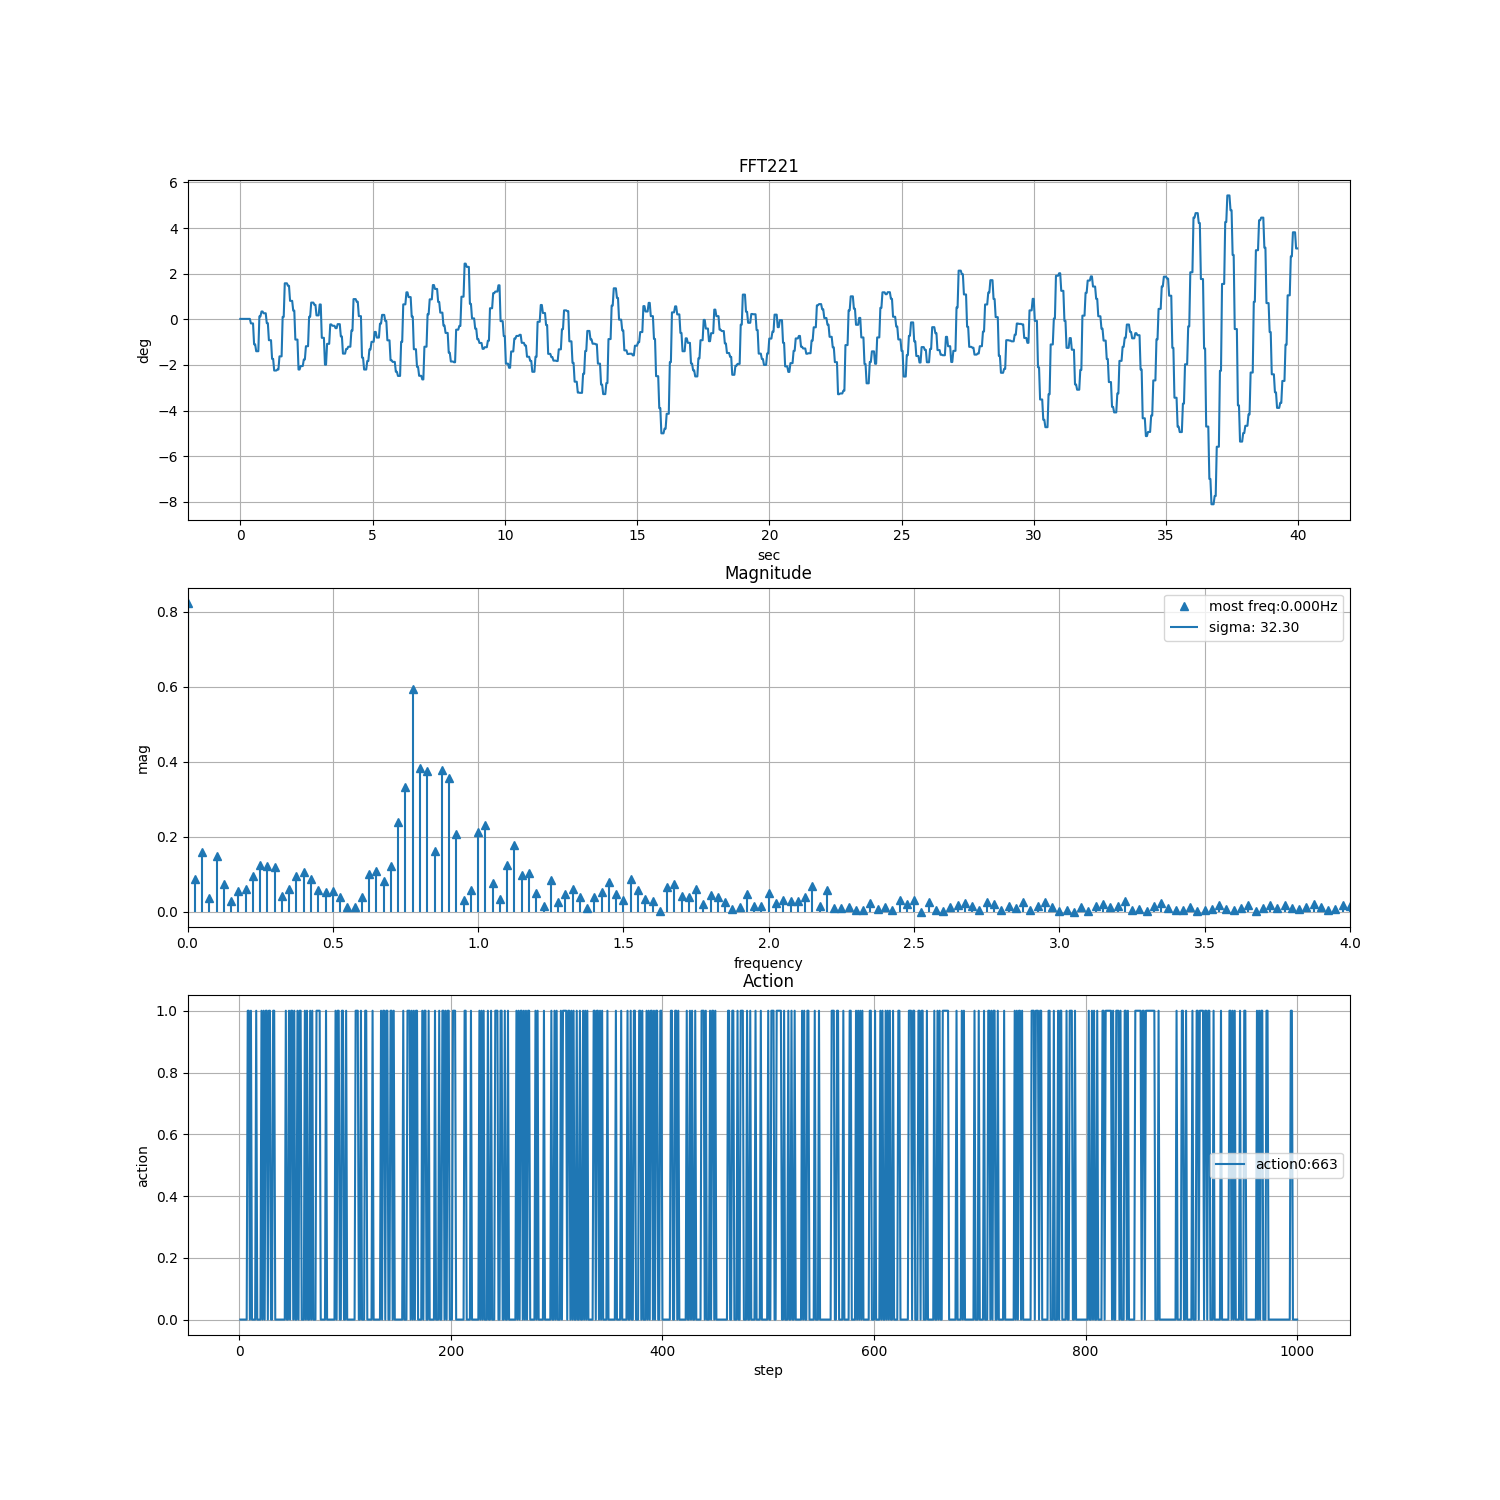 FFT221
6
4
2
0
−2
−4
−6
−8
deg
0 5 10 15 20 25 30 35 40
sec
Magnitude
0.8
0.6
0.4
0.2
0.0
mag
most freq:0.000Hz
sigma: 32.30
0.0 0.5 1.0 1.5 2.0 2.5 3.0 3.5 4.0
frequency
Action
1.0
0.8
0.6
0.4
0.2
0.0
action
action0:663
0 200 400 600 800 1000
step